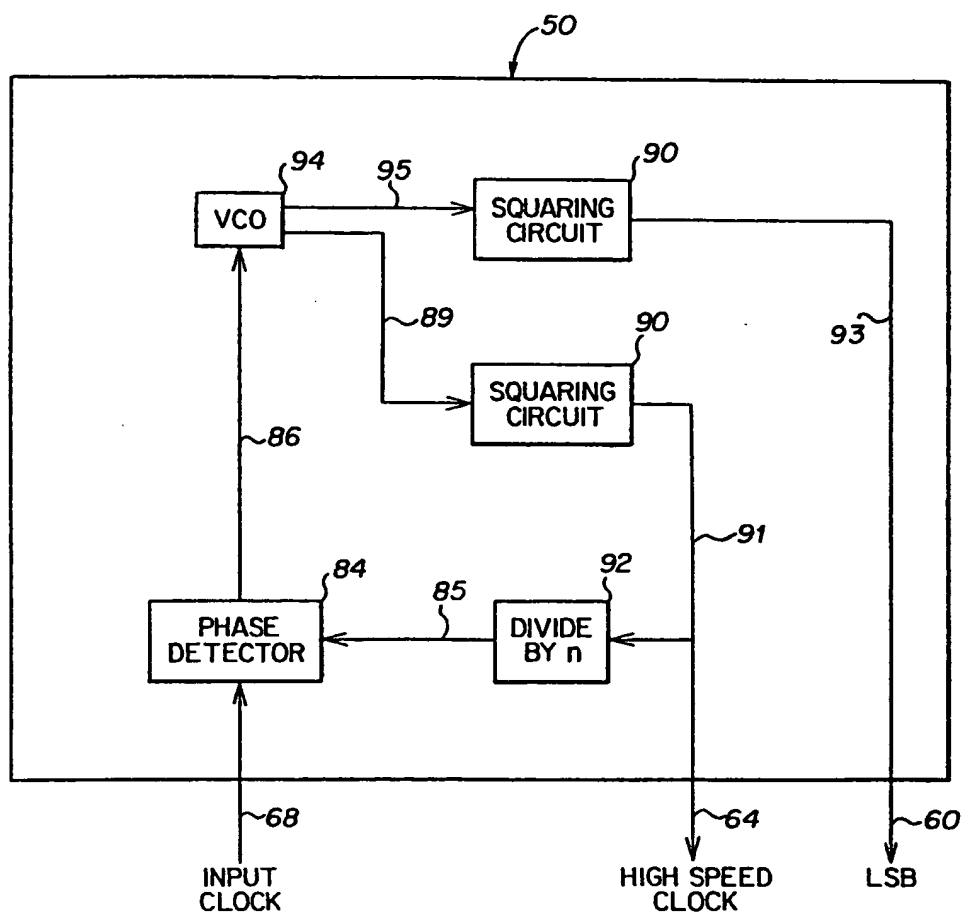 50
94
VCO
95
90
SQUARING
CIRCUIT
89
93
90
SQUARING
CIRCUIT
86
91
84
PHASE
DETECTOR
85
92
DIVIDE
BY n
68
64
60
INPUT
CLOCK
HIGH SPEED
CLOCK
LSB